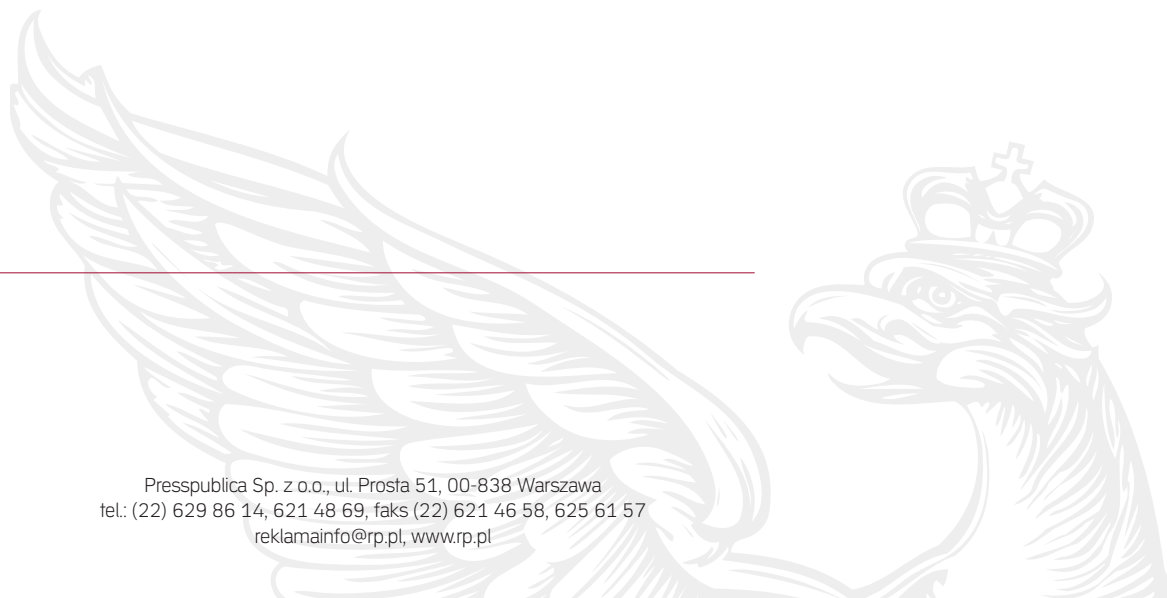 Presspublica Sp. z o.o., ul. Prosta 51, 00-838 Warszawa
tel.: (22) 629 86 14, 621 48 69, faks (22) 621 46 58, 625 61 57
reklamainfo@rp.pl, www.rp.pl